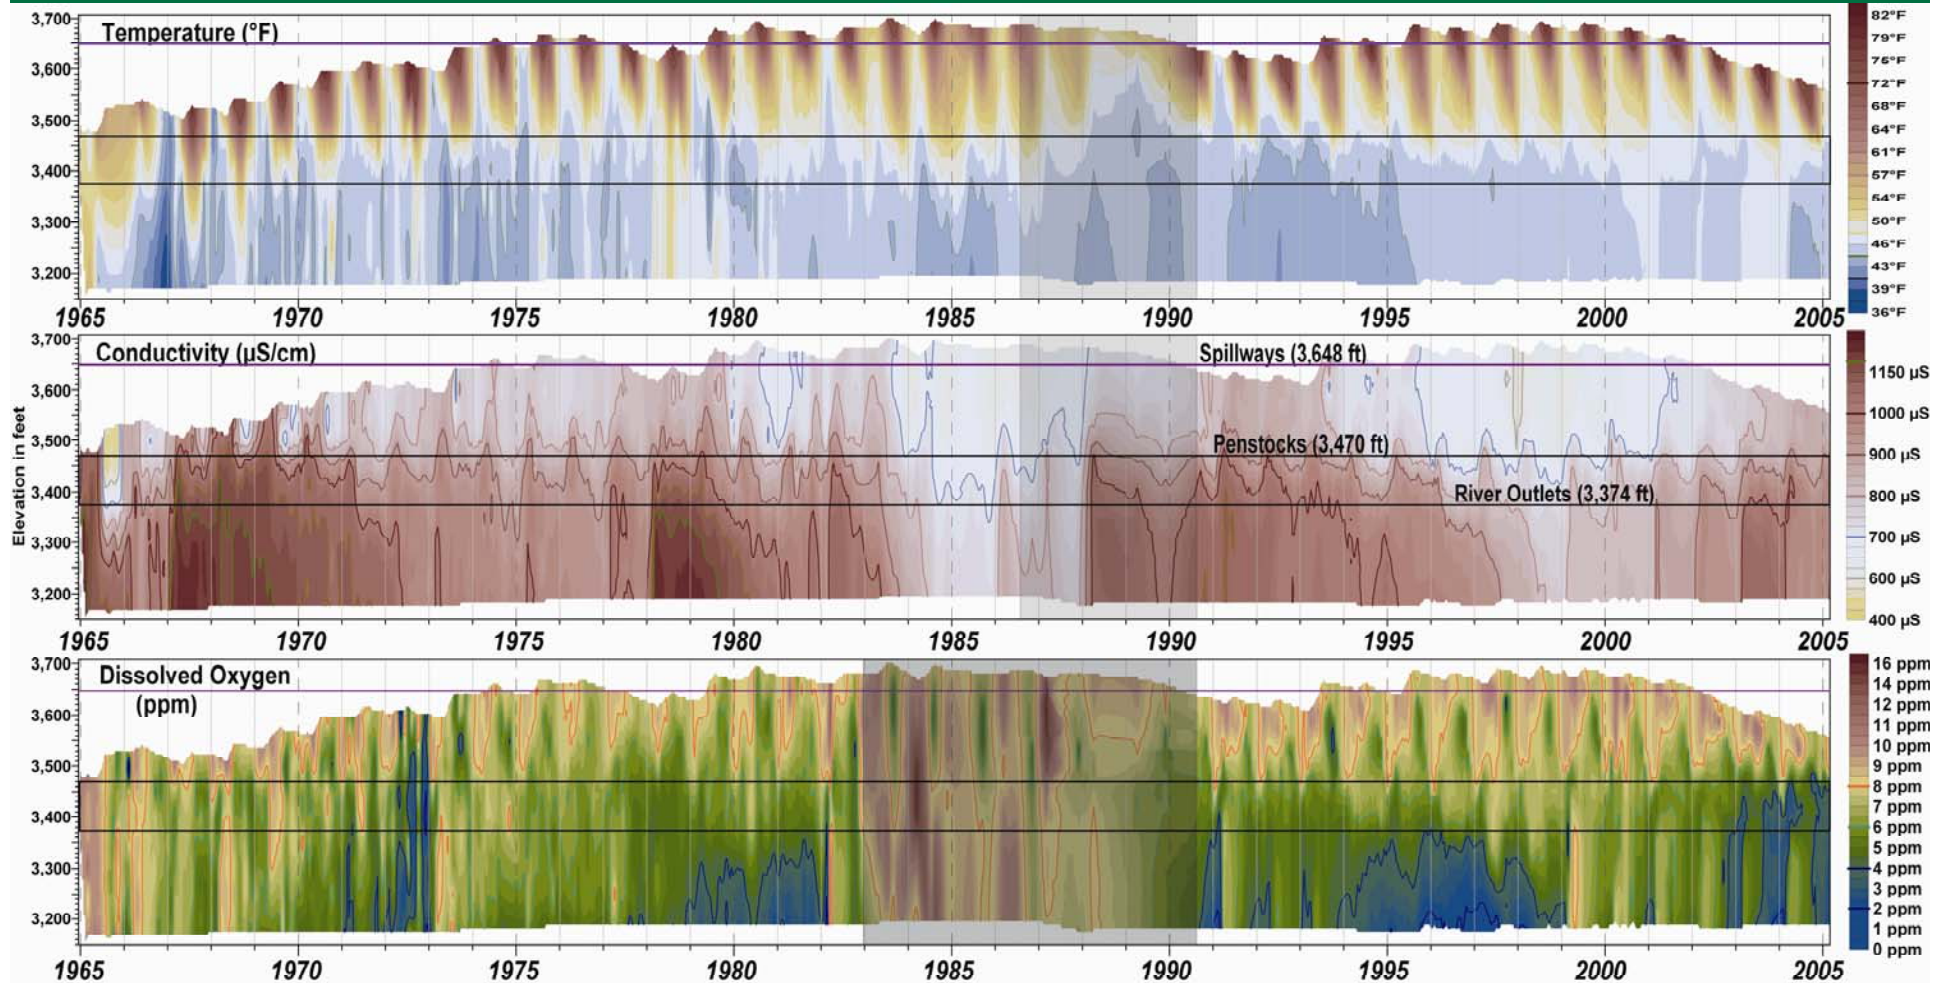 Temperature (°F)
3,700
3,600
3,500
3,400
3,300
3,200
1965 1970 1975 1980 1985 1990 1995 2000 2005
82°F
79°F
75°F
72°F
68°F
64°F
61°F
57°F
54°F
50°F
46°F
43°F
39°F
36°F
Elevation in feet
Conductivity (µS/cm)
3,700
3,600
3,500
3,400
3,300
3,200
Spillways (3,648 ft)
Penstocks (3,470 ft)
River Outlets (3,374 ft)
1965 1970 1975 1980 1985 1990 1995 2000 2005
1150 µS
1000 µS
900 µS
800 µS
700 µS
600 µS
400 µS
Dissolved Oxygen
(ppm)
3,700
3,600
3,500
3,400
3,300
3,200
1965 1970 1975 1980 1985 1990 1995 2000 2005
16 ppm
14 ppm
12 ppm
11 ppm
10 ppm
9 ppm
8 ppm
7 ppm
6 ppm
5 ppm
4 ppm
3 ppm
2 ppm
1 ppm
0 ppm